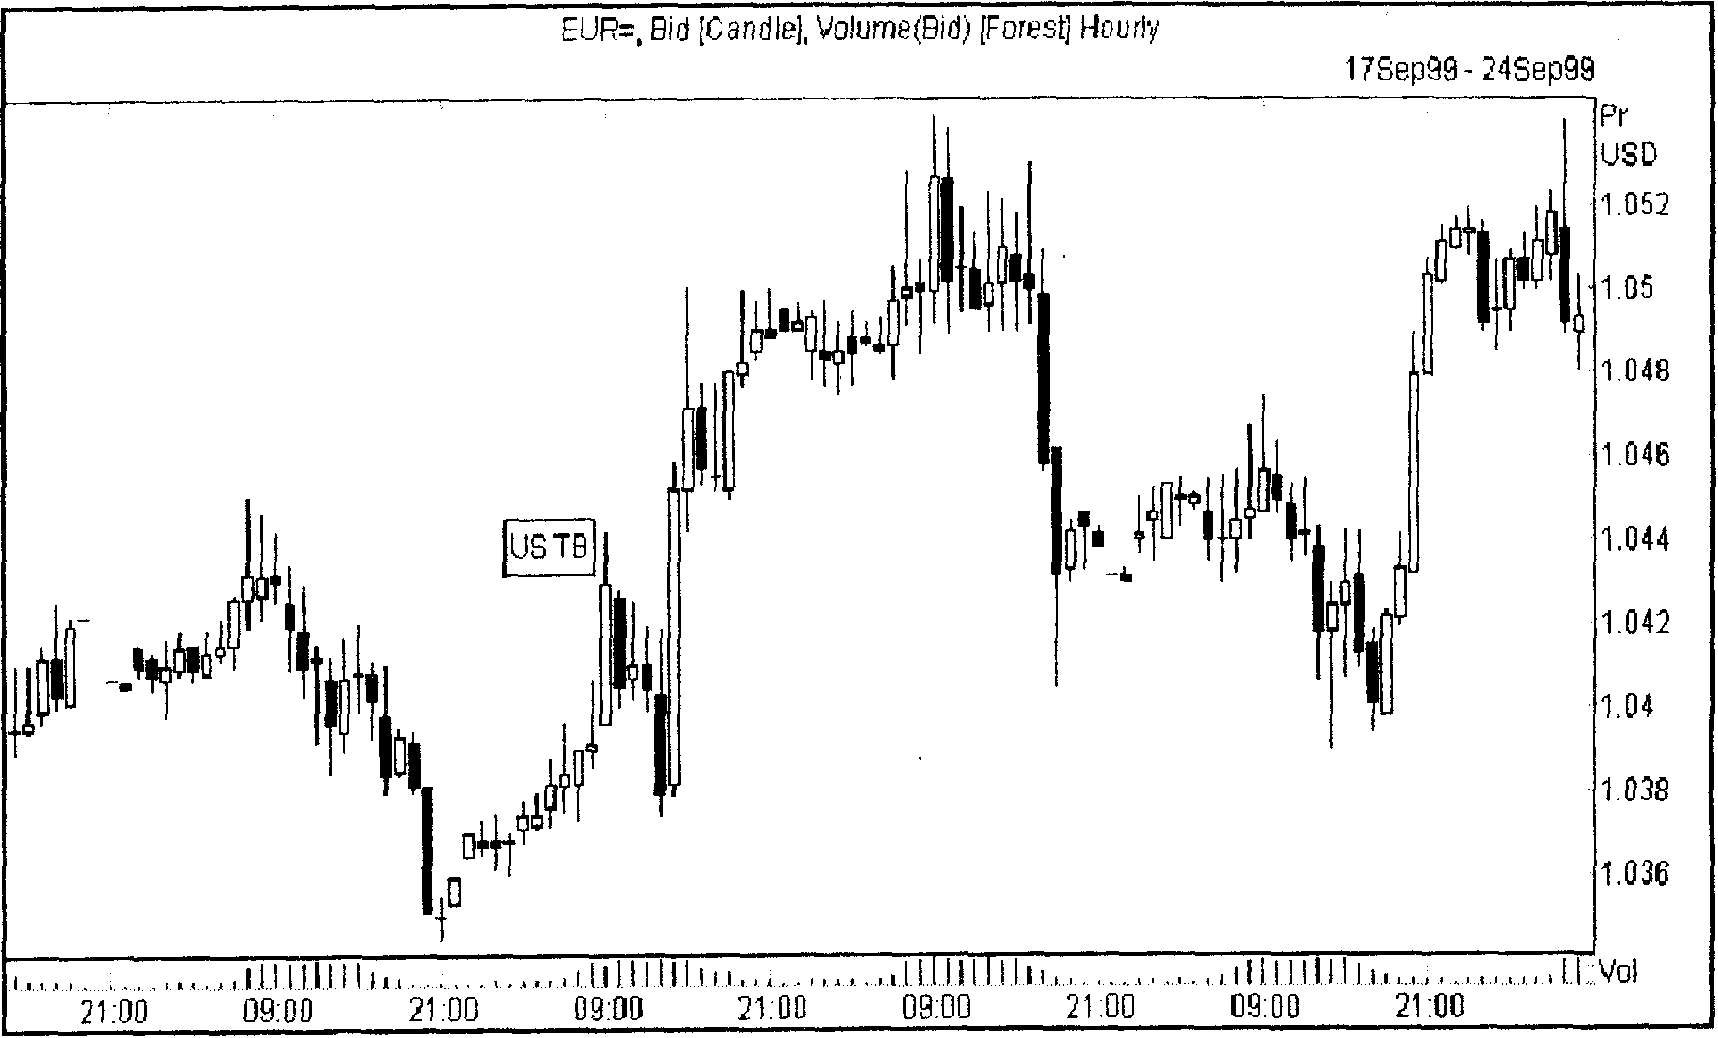 EUR=, Bid [Candle], Volume(Bid) [Forest] Hourly
17Sep99 - 24Sep99
Pr
USD
1.052
1.05
1.048
1.046
US TB
1.044
1.042
1.04
1.038
1.036
Vol
21:00 09:00 21:00 09:00 21:00 09:00 21:00 09:00 21:00